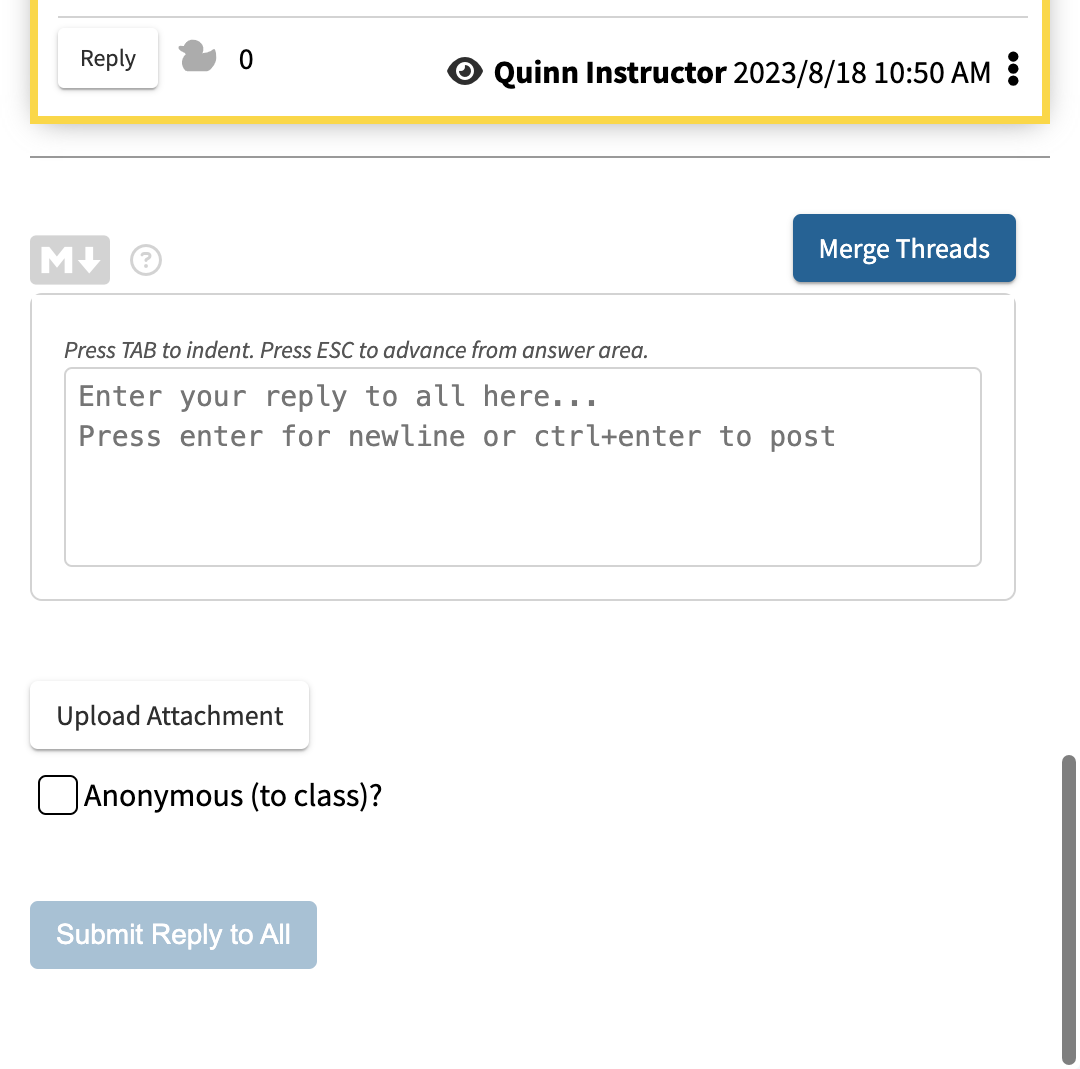 Reply 0 Quinn Instructor 2023/8/18 10:50 AM
M ?
Merge Threads
Press TAB to indent. Press ESC to advance from answer area.
Enter your reply to all here...
Press enter for newline or ctrl+enter to post
Upload Attachment
Anonymous (to class)?
Submit Reply to All